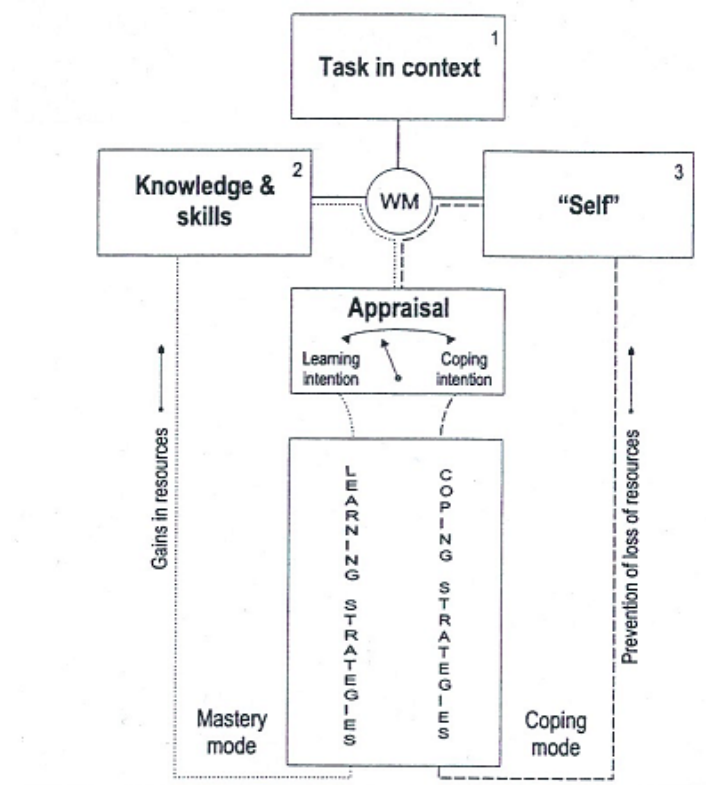 1
Task in context
2
Knowledge &
skills
WM
3
“Self”
Appraisal
Learning
intention
Coping
intention
Gains in resources
LEARNING STRATEGIES
COPING STRATEGIES
Prevention of loss of resources
Mastery
mode
Coping
mode